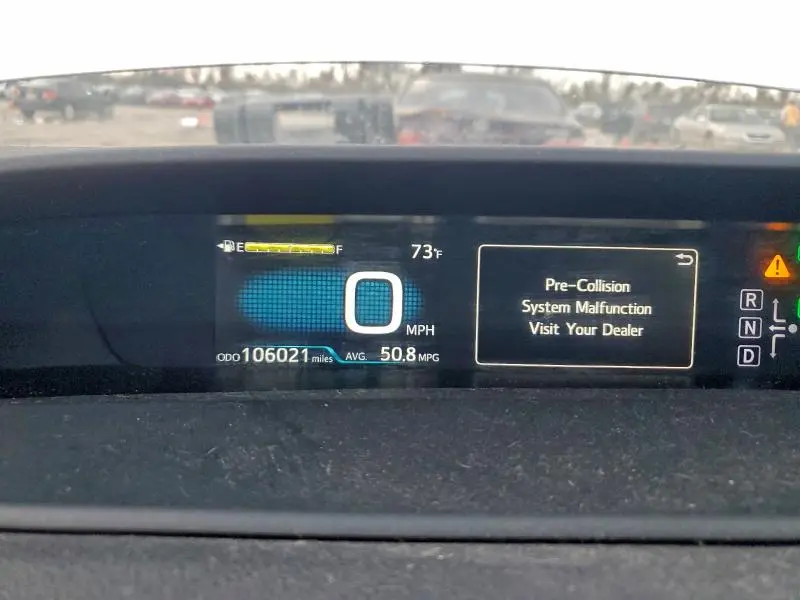 E F 73°F
0 MPH
ODO 106021 miles AVG. 50.8 MPG
Pre-Collision
System Malfunction
Visit Your Dealer
R
N
D